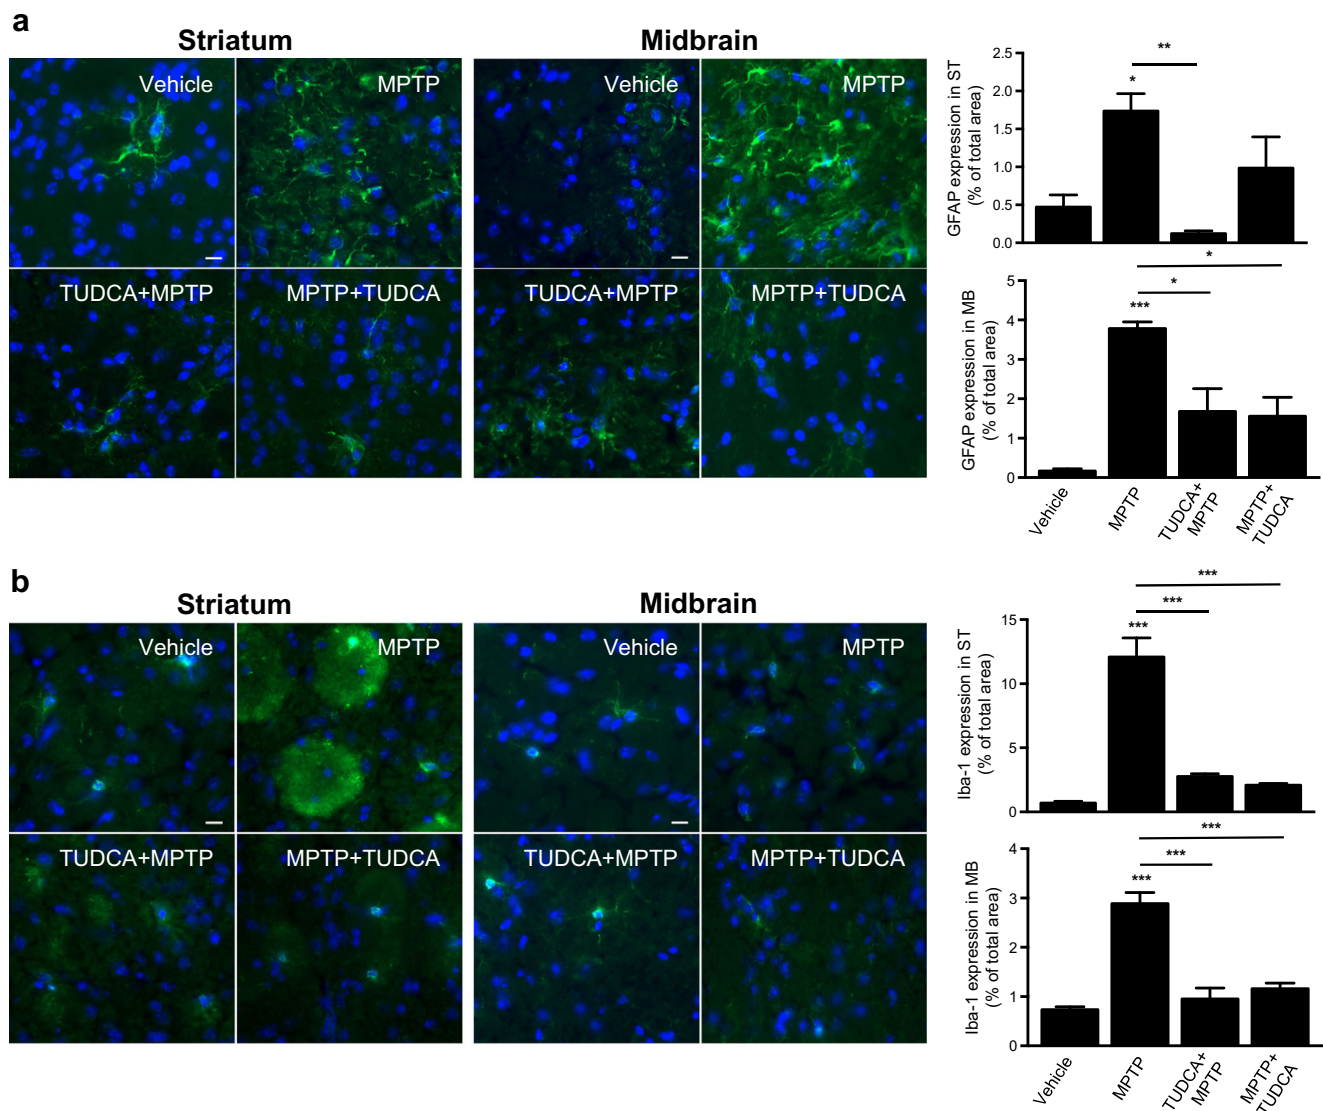 a
Striatum
Midbrain
Vehicle
MPTP
Vehicle
MPTP
TUDCA+MPTP
MPTP+TUDCA
TUDCA+MPTP
MPTP+TUDCA
GFAP expression in ST
(% of total area)
2.5
2.0
1.5
1.0
0.5
0.0
**
*
GFAP expression in MB
(% of total area)
5
4
3
2
1
0
*
*
***
Vehicle
MPTP
TUDCA+
MPTP
MPTP+
TUDCA
b
Striatum
Midbrain
Vehicle
MPTP
Vehicle
MPTP
TUDCA+MPTP
MPTP+TUDCA
TUDCA+MPTP
MPTP+TUDCA
Iba-1 expression in ST
(% of total area)
15
10
5
0
***
***
***
Iba-1 expression in MB
(% of total area)
4
3
2
1
0
***
***
***
Vehicle
MPTP
TUDCA+
MPTP
MPTP+
TUDCA